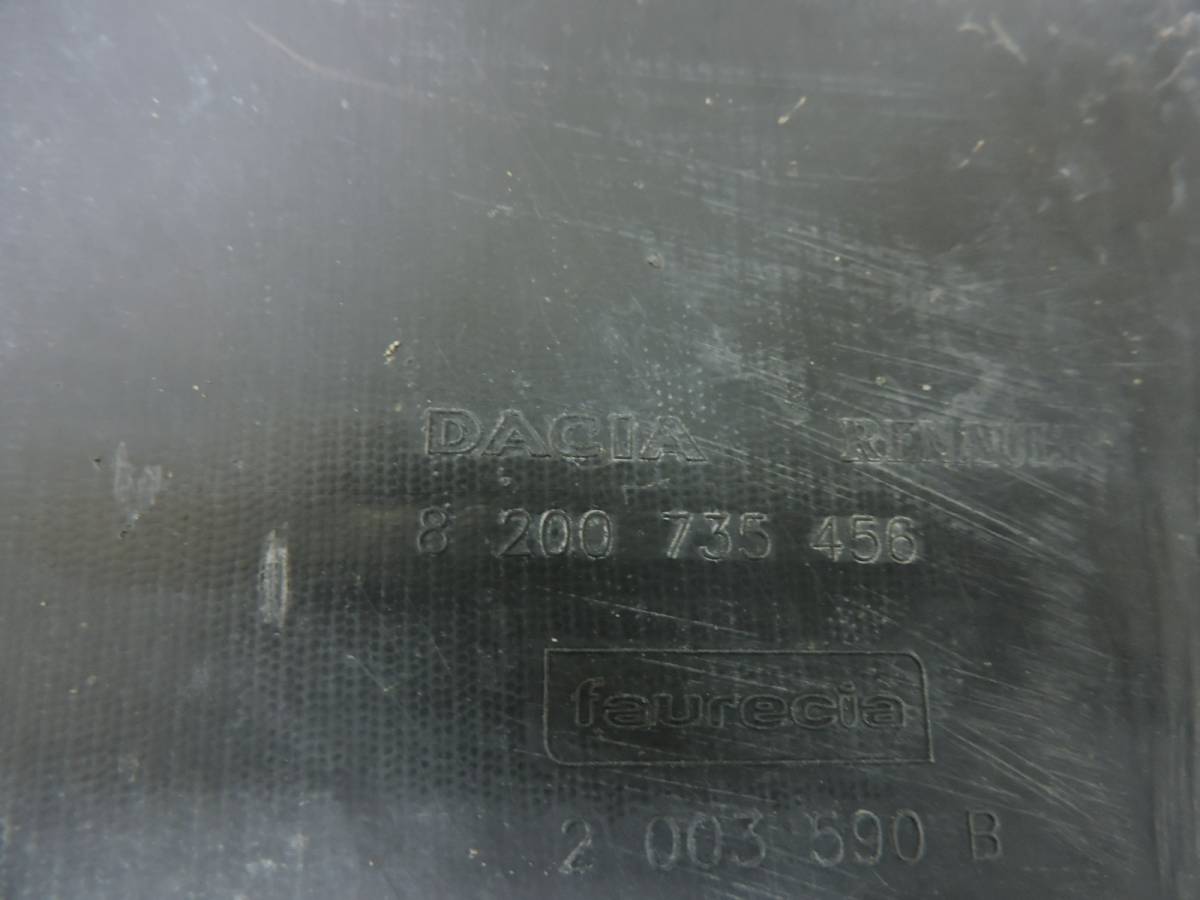 DACIA RENAULT
8 200 735 456
faurecia
2 003 590 B